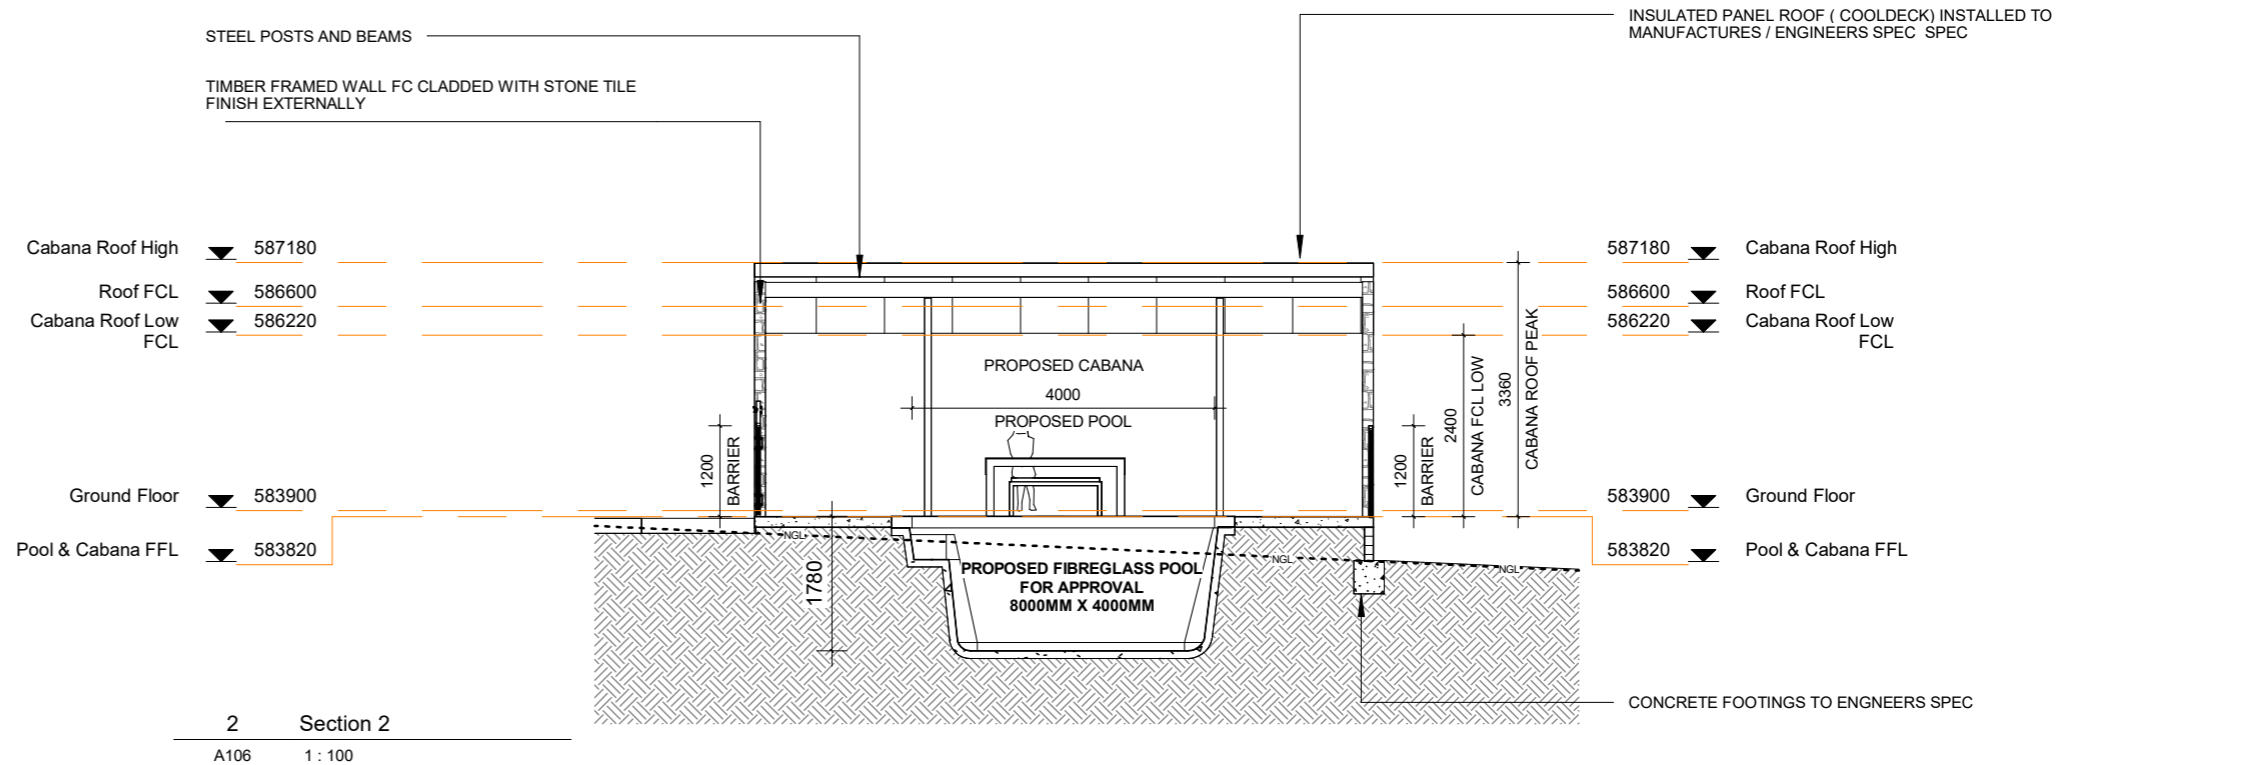 INSULATED PANEL ROOF ( COOLDECK) INSTALLED TO
MANUFACTURES / ENGINEERS SPEC  SPEC
STEEL POSTS AND BEAMS
TIMBER FRAMED WALL FC CLADDED WITH STONE TILE
FINISH EXTERNALLY
Cabana Roof High 587180
587180 Cabana Roof High
Roof FCL 586600
586600 Roof FCL
Cabana Roof Low 586220
FCL
586220 Cabana Roof Low
FCL
PROPOSED CABANA
4000
PROPOSED POOL
1200
BARRIER
1200
BARRIER
2400
CABANA FCL LOW
3360
CABANA ROOF PEAK
Ground Floor 583900
583900 Ground Floor
Pool & Cabana FFL 583820
583820 Pool & Cabana FFL
NGL
NGL
NGL
1780
PROPOSED FIBREGLASS POOL
FOR APPROVAL
8000MM X 4000MM
CONCRETE FOOTINGS TO ENGNEERS SPEC
2 Section 2
A106 1 : 100